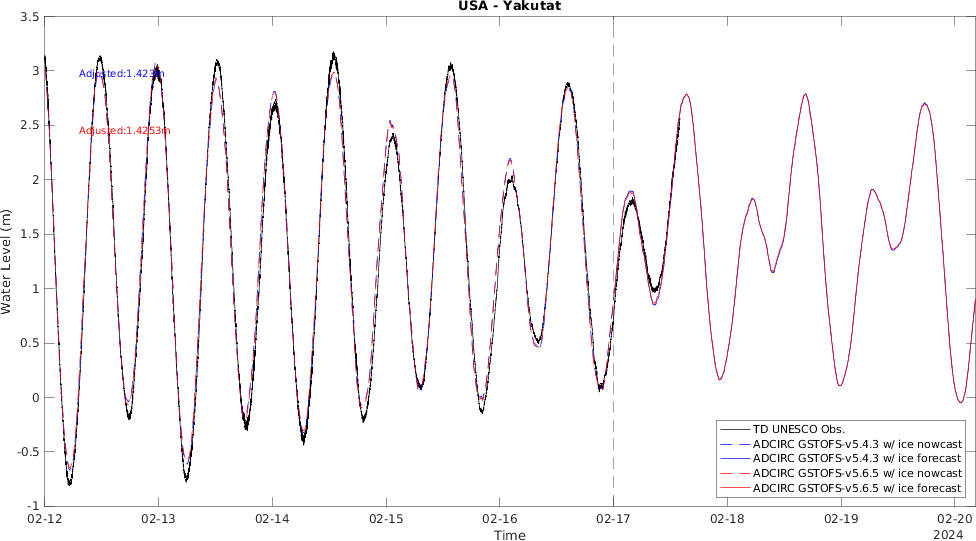 USA - Yakutat
3.5
3
2.5
2
1.5
1
0.5
0
-0.5
-1
Water Level (m)
Adjusted:1.423m
Adjusted:1.4253m
TD UNESCO Obs.
ADCIRC GSTOFS-v5.4.3 w/ ice nowcast
ADCIRC GSTOFS-v5.4.3 w/ ice forecast
ADCIRC GSTOFS-v5.6.5 w/ ice nowcast
ADCIRC GSTOFS-v5.6.5 w/ ice forecast
02-12 02-13 02-14 02-15 02-16 02-17 02-18 02-19 02-20
Time
2024